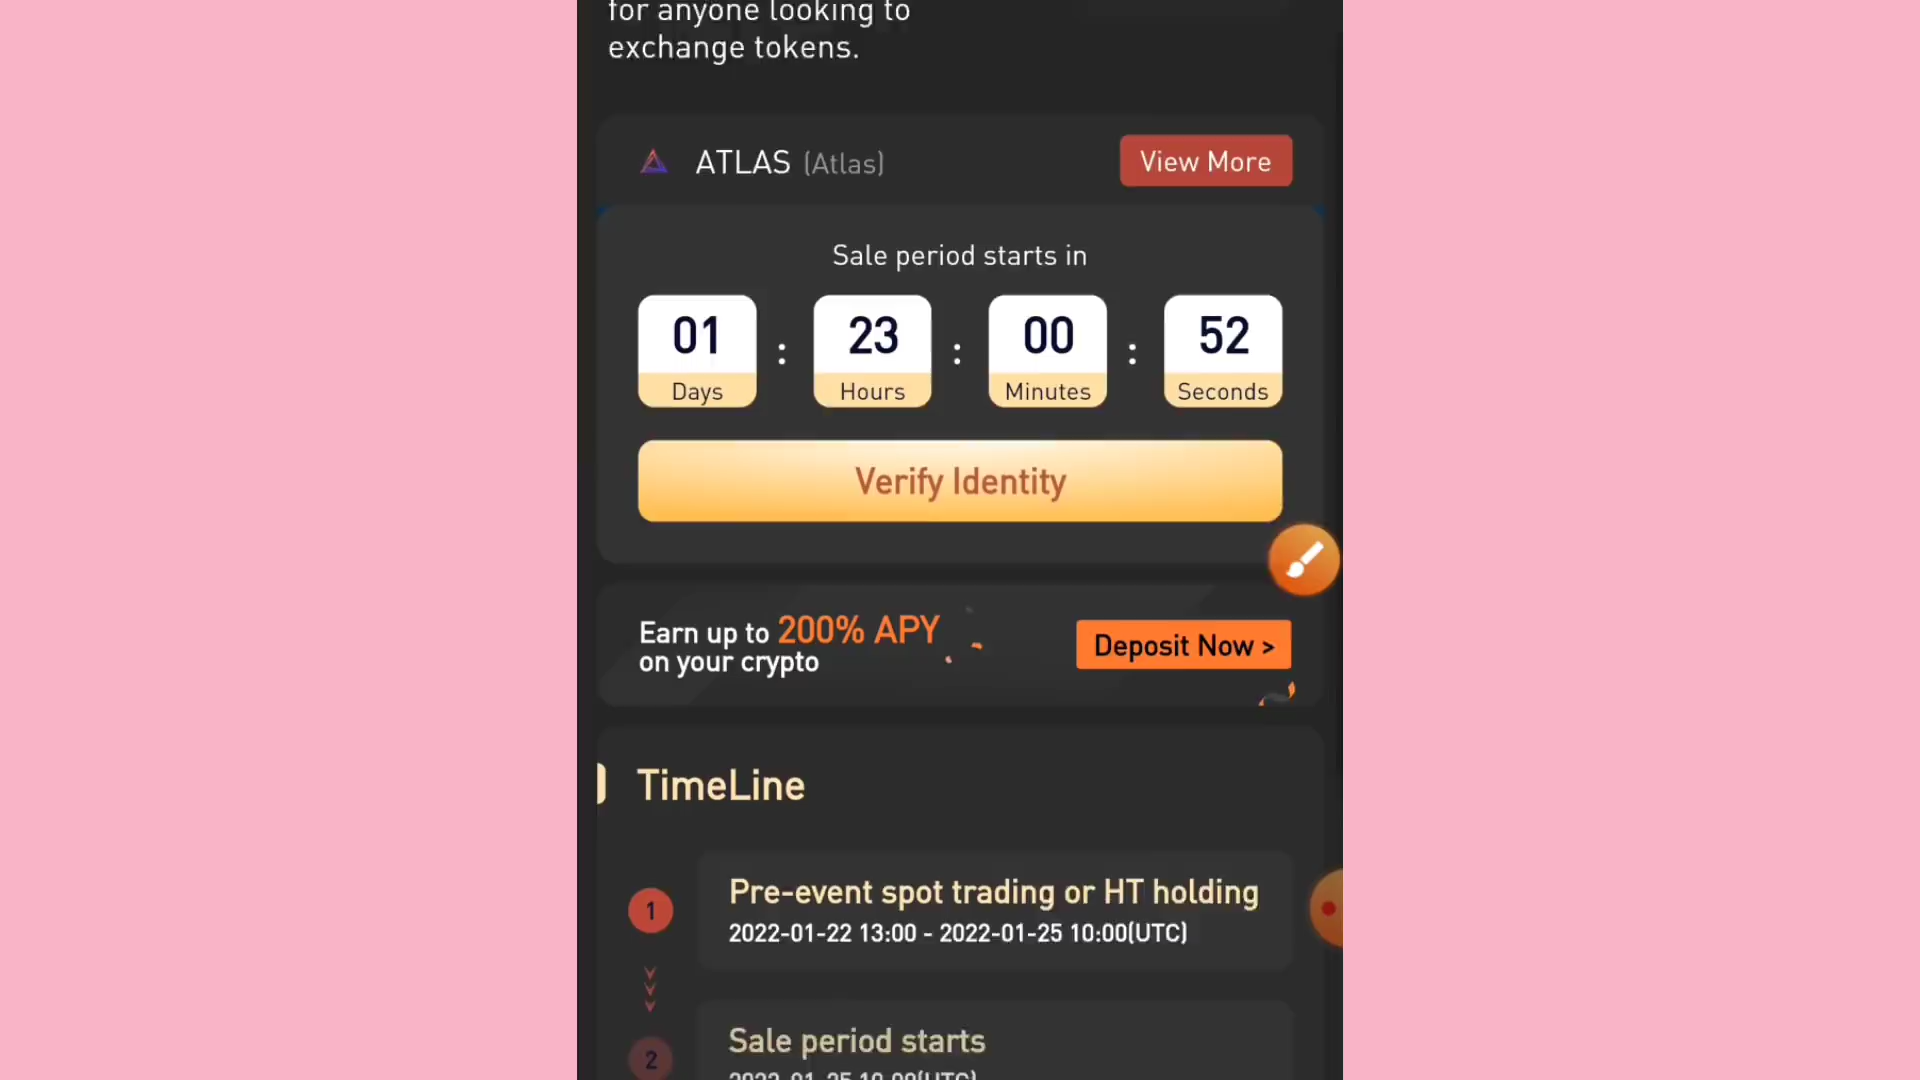 for anyone looking to
exchange tokens.
ATLAS (Atlas)
View More
Sale period starts in
01 : 23 : 00 : 52
Days Hours Minutes Seconds
Verify Identity
Earn up to 200% APY
on your crypto
Deposit Now >
TimeLine
1
Pre-event spot trading or HT holding
2022-01-22 13:00 - 2022-01-25 10:00(UTC)
2
Sale period starts